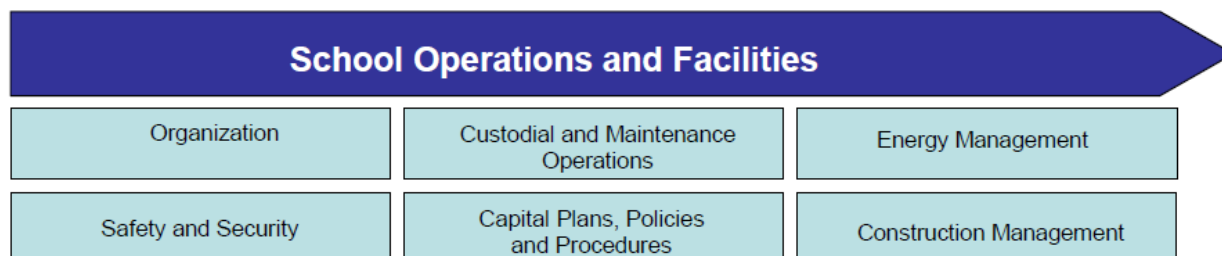 School Operations and Facilities
Organization
Custodial and Maintenance
Operations
Energy Management
Safety and Security
Capital Plans, Policies
and Procedures
Construction Management